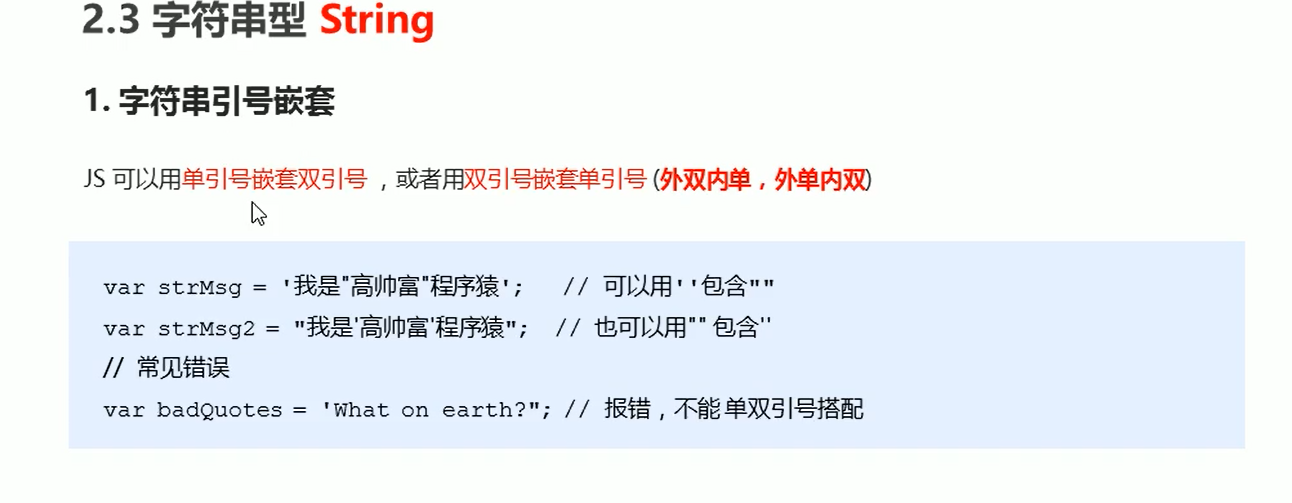 2.3 字符串型 String
1. 字符串引号嵌套
JS 可以用单引号嵌套双引号 ，或者用双引号嵌套单引号 (外双内单，外单内双)
var strMsg = '我是"高帅富"程序猿';   // 可以用''包含""
var strMsg2 = "我是'高帅富'程序猿";  // 也可以用"" 包含''
// 常见错误
var badQuotes = 'What on earth?"; // 报错，不能 单双引号搭配